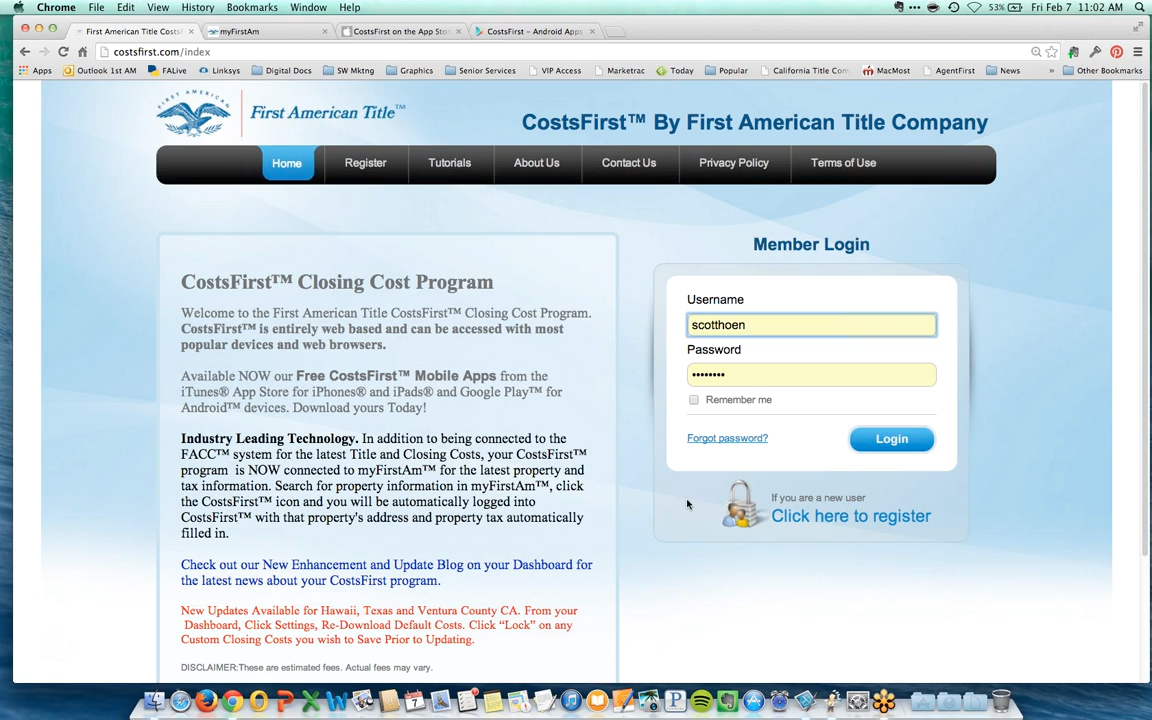 Chrome File Edit View History Bookmarks Window Help 53% Fri Feb 7 11:02 AM
First American Title Costs myFirstAm CostsFirst on the App Sto CostsFirst – Android Apps
costsfirst.com/index
Apps Outlook 1st AM FALive Linksys Digital Docs SW Mktng Graphics Senior Services VIP Access Marketrac Today Popular California Title Com MacMost AgentFirst News » Other Bookmarks
FIRST AMERICAN
First American Title™
CostsFirst™ By First American Title Company
Home Register Tutorials About Us Contact Us Privacy Policy Terms of Use
CostsFirst™ Closing Cost Program
Welcome to the First American Title CostsFirst™ Closing Cost Program.
CostsFirst™ is entirely web based and can be accessed with most
popular devices and web browsers.
Available NOW our Free CostsFirst™ Mobile Apps from the
iTunes® App Store for iPhones® and iPads® and Google Play™ for
Android™ devices. Download yours Today!
Industry Leading Technology. In addition to being connected to the
FACC™ system for the latest Title and Closing Costs, your CostsFirst™
program is NOW connected to myFirstAm™ for the latest property and
tax information. Search for property information in myFirstAm™, click
the CostsFirst™ icon and you will be automatically logged into
CostsFirst™ with that property's address and property tax automatically
filled in.
Check out our New Enhancement and Update Blog on your Dashboard for
the latest news about your CostsFirst program.
New Updates Available for Hawaii, Texas and Ventura County CA. From your
Dashboard, Click Settings, Re-Download Default Costs. Click “Lock” on any
Custom Closing Costs you wish to Save Prior to Updating.
DISCLAIMER:These are estimated fees. Actual fees may vary.
Member Login
Username
scotthoen
Password
••••••••
Remember me
Forgot password?
Login
If you are a new user
Click here to register